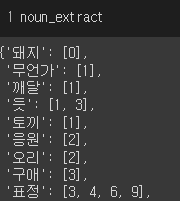 1 noun_extract
{'돼지': [0],
'무언가': [1],
'깨달': [1],
'듯': [1, 3],
'토끼': [1],
'응원': [2],
'오리': [2],
'구애': [3],
'표정': [3, 4, 6, 9],